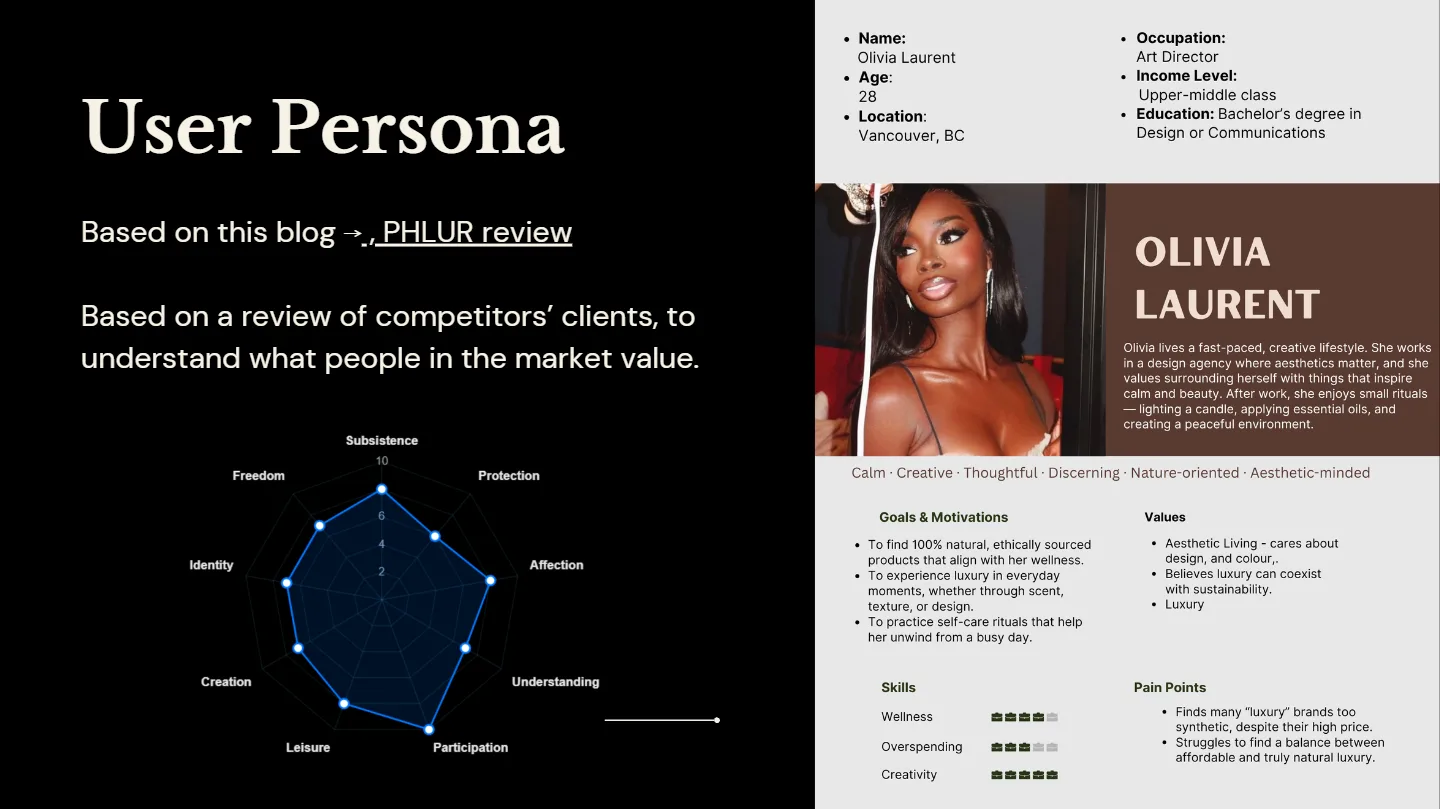 User Persona
Based on this blog → , PHLUR review
Based on a review of competitors’ clients, to
understand what people in the market value.
Subsistence
10
Protection
Freedom
6
4
2
Identity
Affection
Creation
Understanding
Leisure
Participation
• Name:
Olivia Laurent
• Age:
28
• Location:
Vancouver, BC
• Occupation:
Art Director
• Income Level:
Upper-middle class
• Education: Bachelor’s degree in
Design or Communications
OLIVIA
LAURENT
Olivia lives a fast-paced, creative lifestyle. She works
in a design agency where aesthetics matter, and she
values surrounding herself with things that inspire
calm and beauty. After work, she enjoys small rituals
— lighting a candle, applying essential oils, and
creating a peaceful environment.
Calm · Creative · Thoughtful · Discerning · Nature-oriented · Aesthetic-minded
Goals & Motivations
• To find 100% natural, ethically sourced
products that align with her wellness.
• To experience luxury in everyday
moments, whether through scent,
texture, or design.
• To practice self-care rituals that help
her unwind from a busy day.
Values
• Aesthetic Living - cares about
design, and colour,.
• Believes luxury can coexist
with sustainability.
• Luxury
Skills
Wellness
Overspending
Creativity
Pain Points
• Finds many “luxury” brands too
synthetic, despite their high price.
• Struggles to find a balance between
affordable and truly natural luxury.